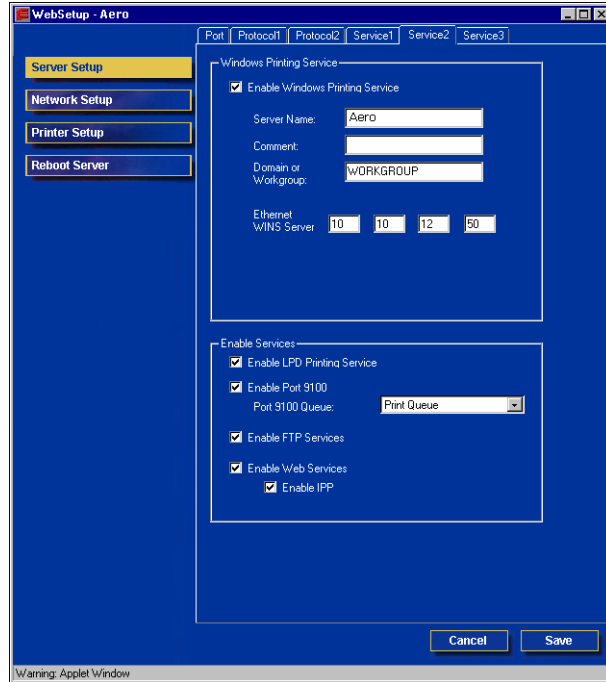 WebSetup - Aero
Port Protocol1 Protocol2 Service1 Service2 Service3
Server Setup
Network Setup
Printer Setup
Reboot Server
Windows Printing Service
Enable Windows Printing Service
Server Name: Aero
Comment:
Domain or
Workgroup: WORKGROUP
Ethernet
WINS Server 10 10 12 50
Enable Services
Enable LPD Printing Service
Enable Port 9100
Port 9100 Queue: Print Queue
Enable FTP Services
Enable Web Services
Enable IPP
Cancel Save
Warning: Applet Window